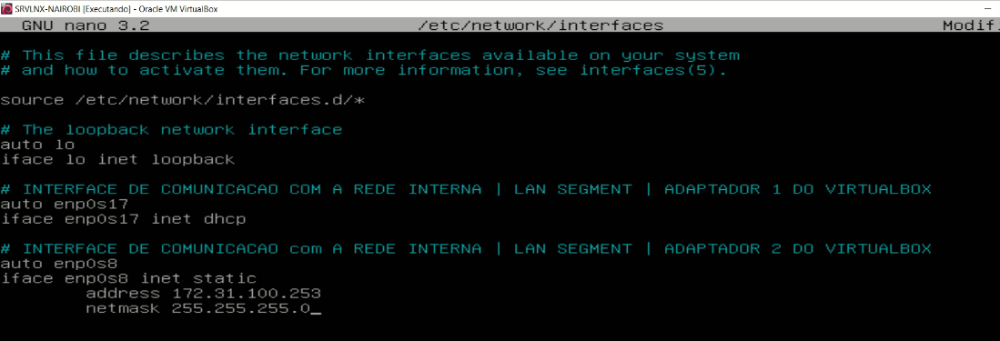 SRVLNX-NAIROBI [Executando] - Oracle VM VirtualBox
GNU nano 3.2 /etc/network/interfaces Modif.
# This file describes the network interfaces available on your system
# and how to activate them. For more information, see interfaces(5).
source /etc/network/interfaces.d/*
# The loopback network interface
auto lo
iface lo inet loopback
# INTERFACE DE COMUNICACAO COM A REDE INTERNA | LAN SEGMENT | ADAPTADOR 1 DO VIRTUALBOX
auto enp0s17
iface enp0s17 inet dhcp
# INTERFACE DE COMUNICACAO com A REDE INTERNA | LAN SEGMENT | ADAPTADOR 2 DO VIRTUALBOX
auto enp0s8
iface enp0s8 inet static
address 172.31.100.253
netmask 255.255.255.0_